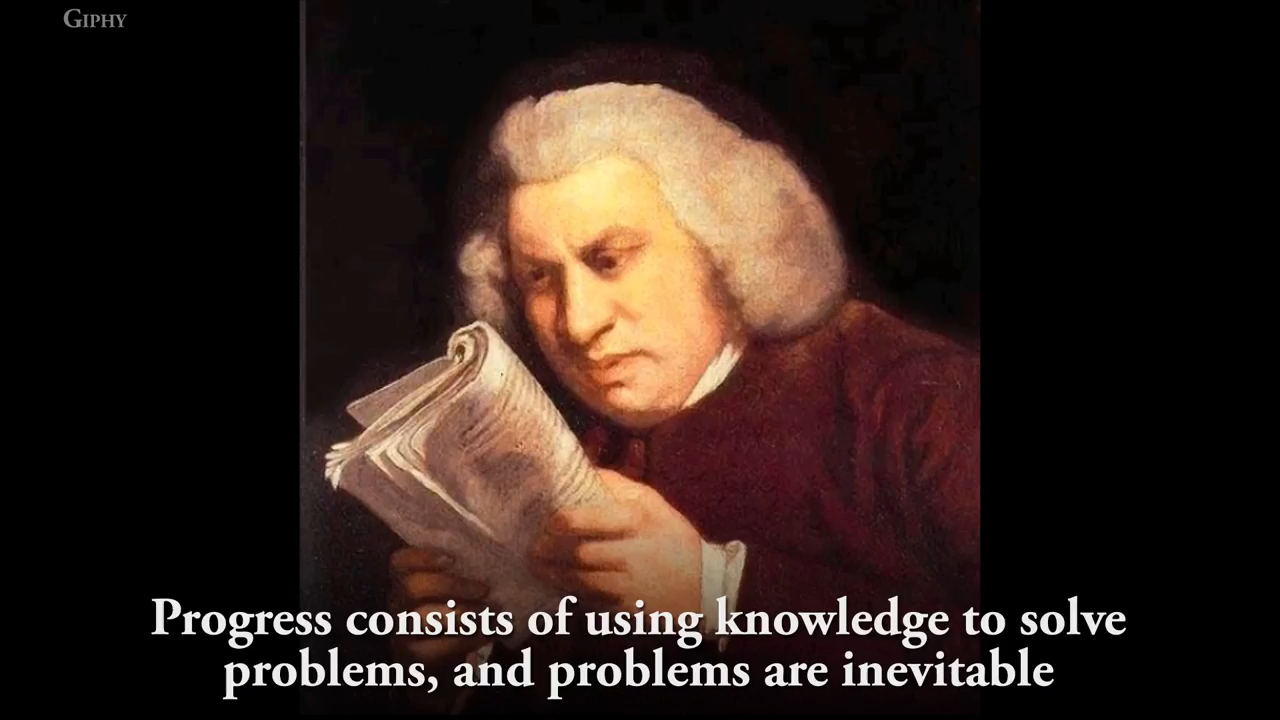 GIPHY
Progress consists of using knowledge to solve
problems, and problems are inevitable